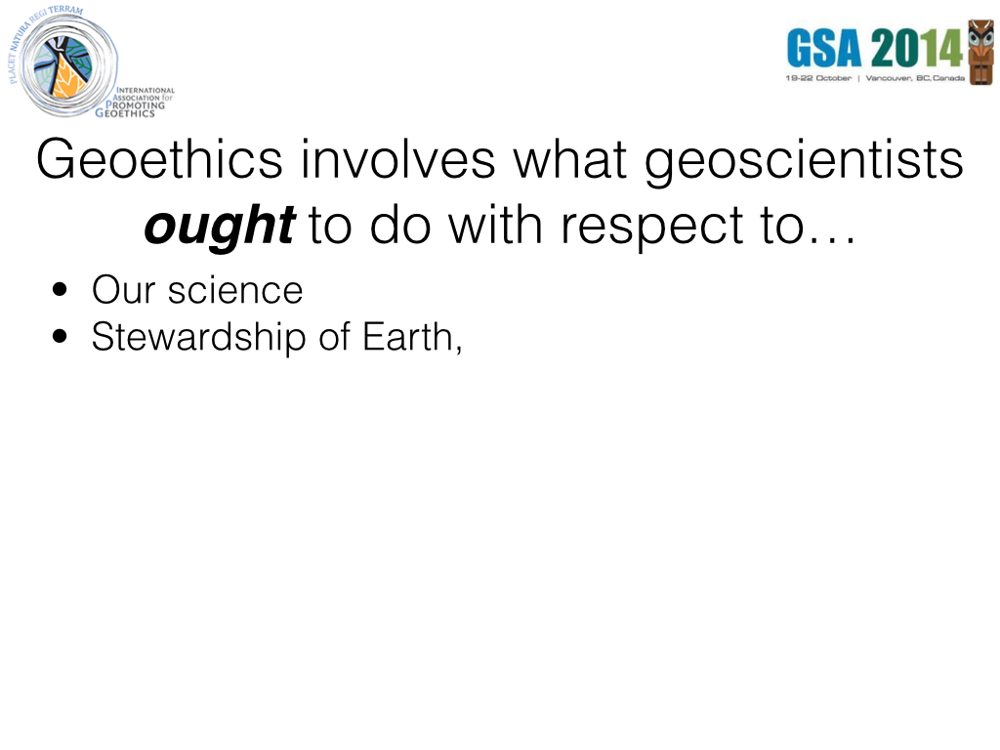 PLACET NATURA REGI TERRAM
INTERNATIONAL
ASSOCIATION for
PROMOTING
GEOETHICS
GSA 2014
19-22 October | Vancouver, BC, Canada
Geoethics involves what geoscientists
ought to do with respect to…
• Our science
• Stewardship of Earth,